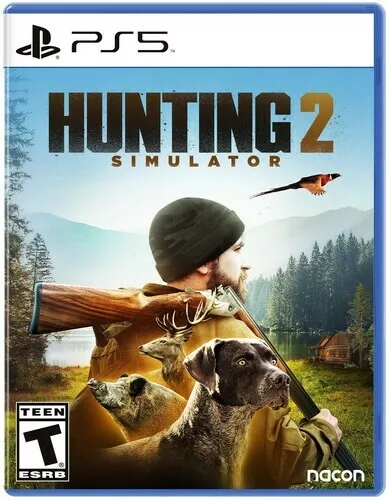 PS5
HUNTING 2
SIMULATOR
TEEN
T
ESRB
nacon